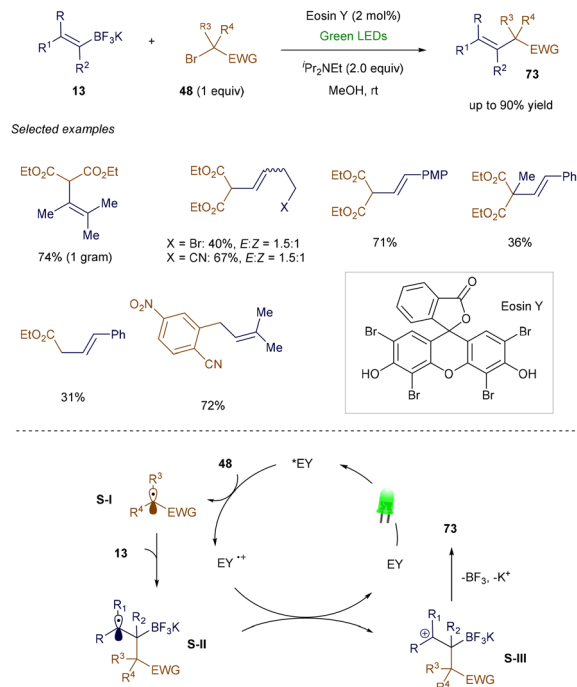 R
R1
BF3K
R2
13
+
R3
R4
Br
EWG
48 (1 equiv)
Eosin Y (2 mol%)
Green LEDs
iPr2NEt (2.0 equiv)
MeOH, rt
R
R1
R2
R3
R4
EWG
73
up to 90% yield
Selected examples
EtO2C
CO2Et
Me
Me
Me
74% (1 gram)
EtO2C
EtO2C
X
X = Br: 40%, E:Z = 1.5:1
X = CN: 67%, E:Z = 1.5:1
EtO2C
EtO2C
PMP
71%
EtO2C
Me
EtO2C
Ph
36%
EtO2C
Ph
31%
NO2
CN
Me
Me
72%
O
O
Eosin Y
Br
Br
HO
O
OH
Br
Br
48
*EY
S-I
R3
R4
EWG
13
EY •+
EY
73
-BF3, -K+
R1
R
R2
BF3K
R3
R4
EWG
S-II
R1
R
⊕
R2
BF3K
R3
R4
EWG
S-III